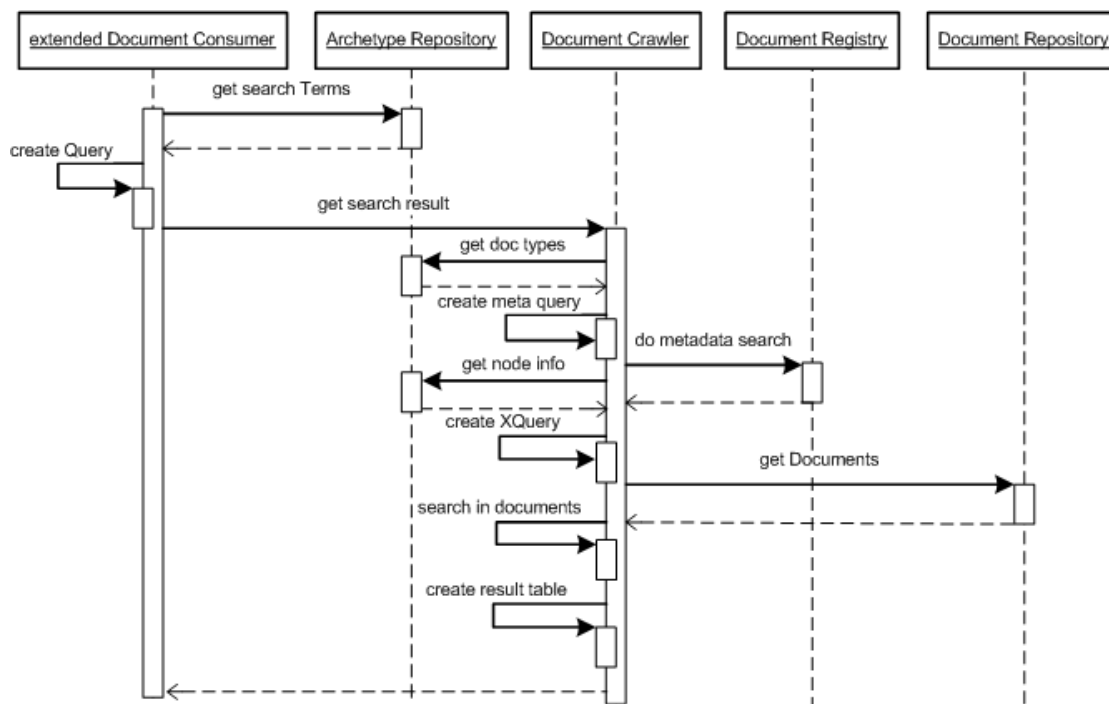 extended Document Consumer
Archetype Repository
Document Crawler
Document Registry
Document Repository
get search Terms
create Query
get search result
get doc types
create meta query
do metadata search
get node info
create XQuery
get Documents
search in documents
create result table